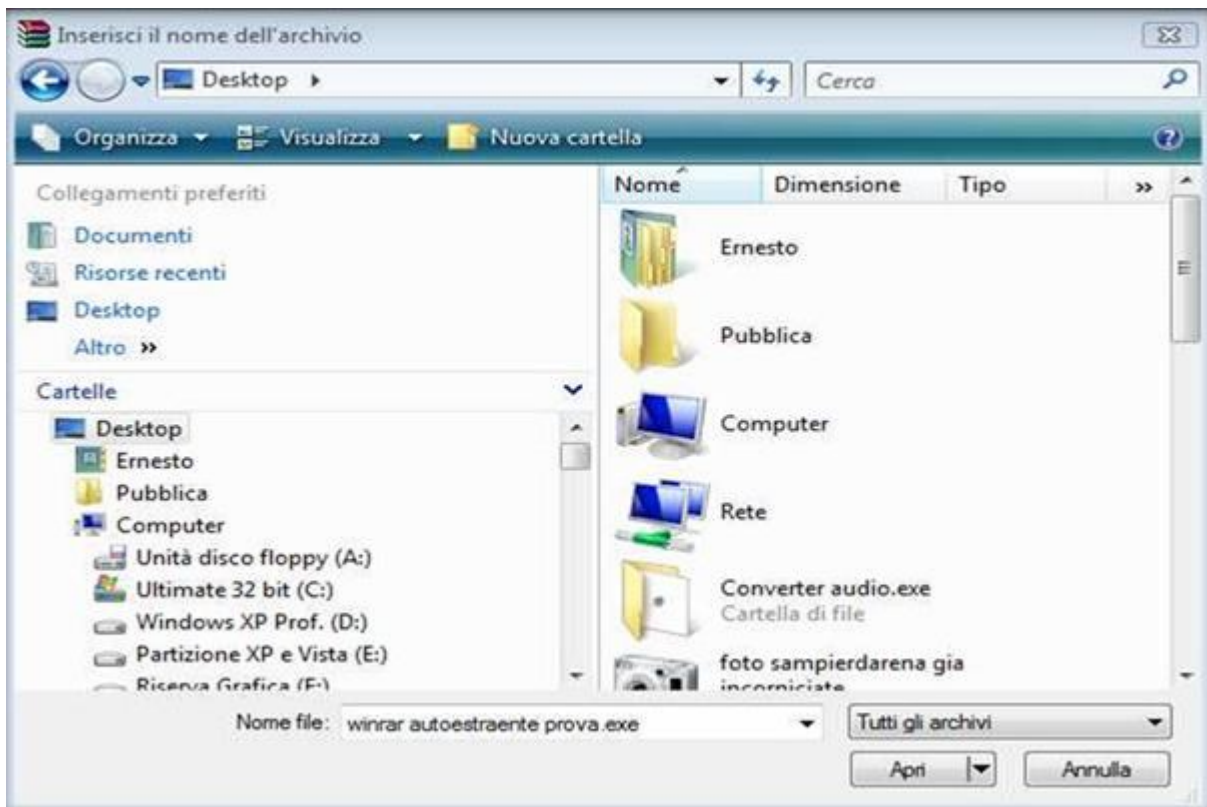 Inserisci il nome dell'archivio
Desktop
Cerca
Organizza
Visualizza
Nuova cartella
Collegamenti preferiti
Documenti
Risorse recenti
Desktop
Altro »
Cartelle
Desktop
Ernesto
Pubblica
Computer
Unità disco floppy (A:)
Ultimate 32 bit (C:)
Windows XP Prof. (D:)
Partizione XP e Vista (E:)
Riserva Grafica (F:)
Nome Dimensione Tipo »
Ernesto
Pubblica
Computer
Rete
Converter audio.exe
Cartella di file
foto sampierdarena gia
incorniciate
Nome file: winrar autoestraente prova.exe
Tutti gli archivi
Apri
Annulla